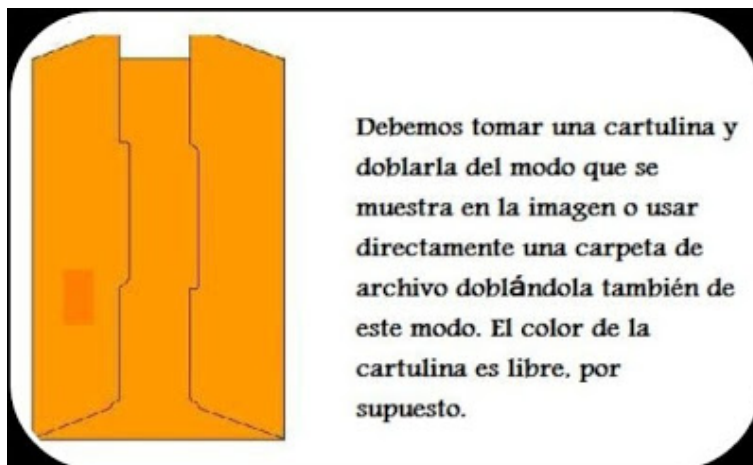 Debemos tomar una cartulina y
doblarla del modo que se
muestra en la imagen o usar
directamente una carpeta de
archivo doblándola también de
este modo. El color de la
cartulina es libre, por
supuesto.